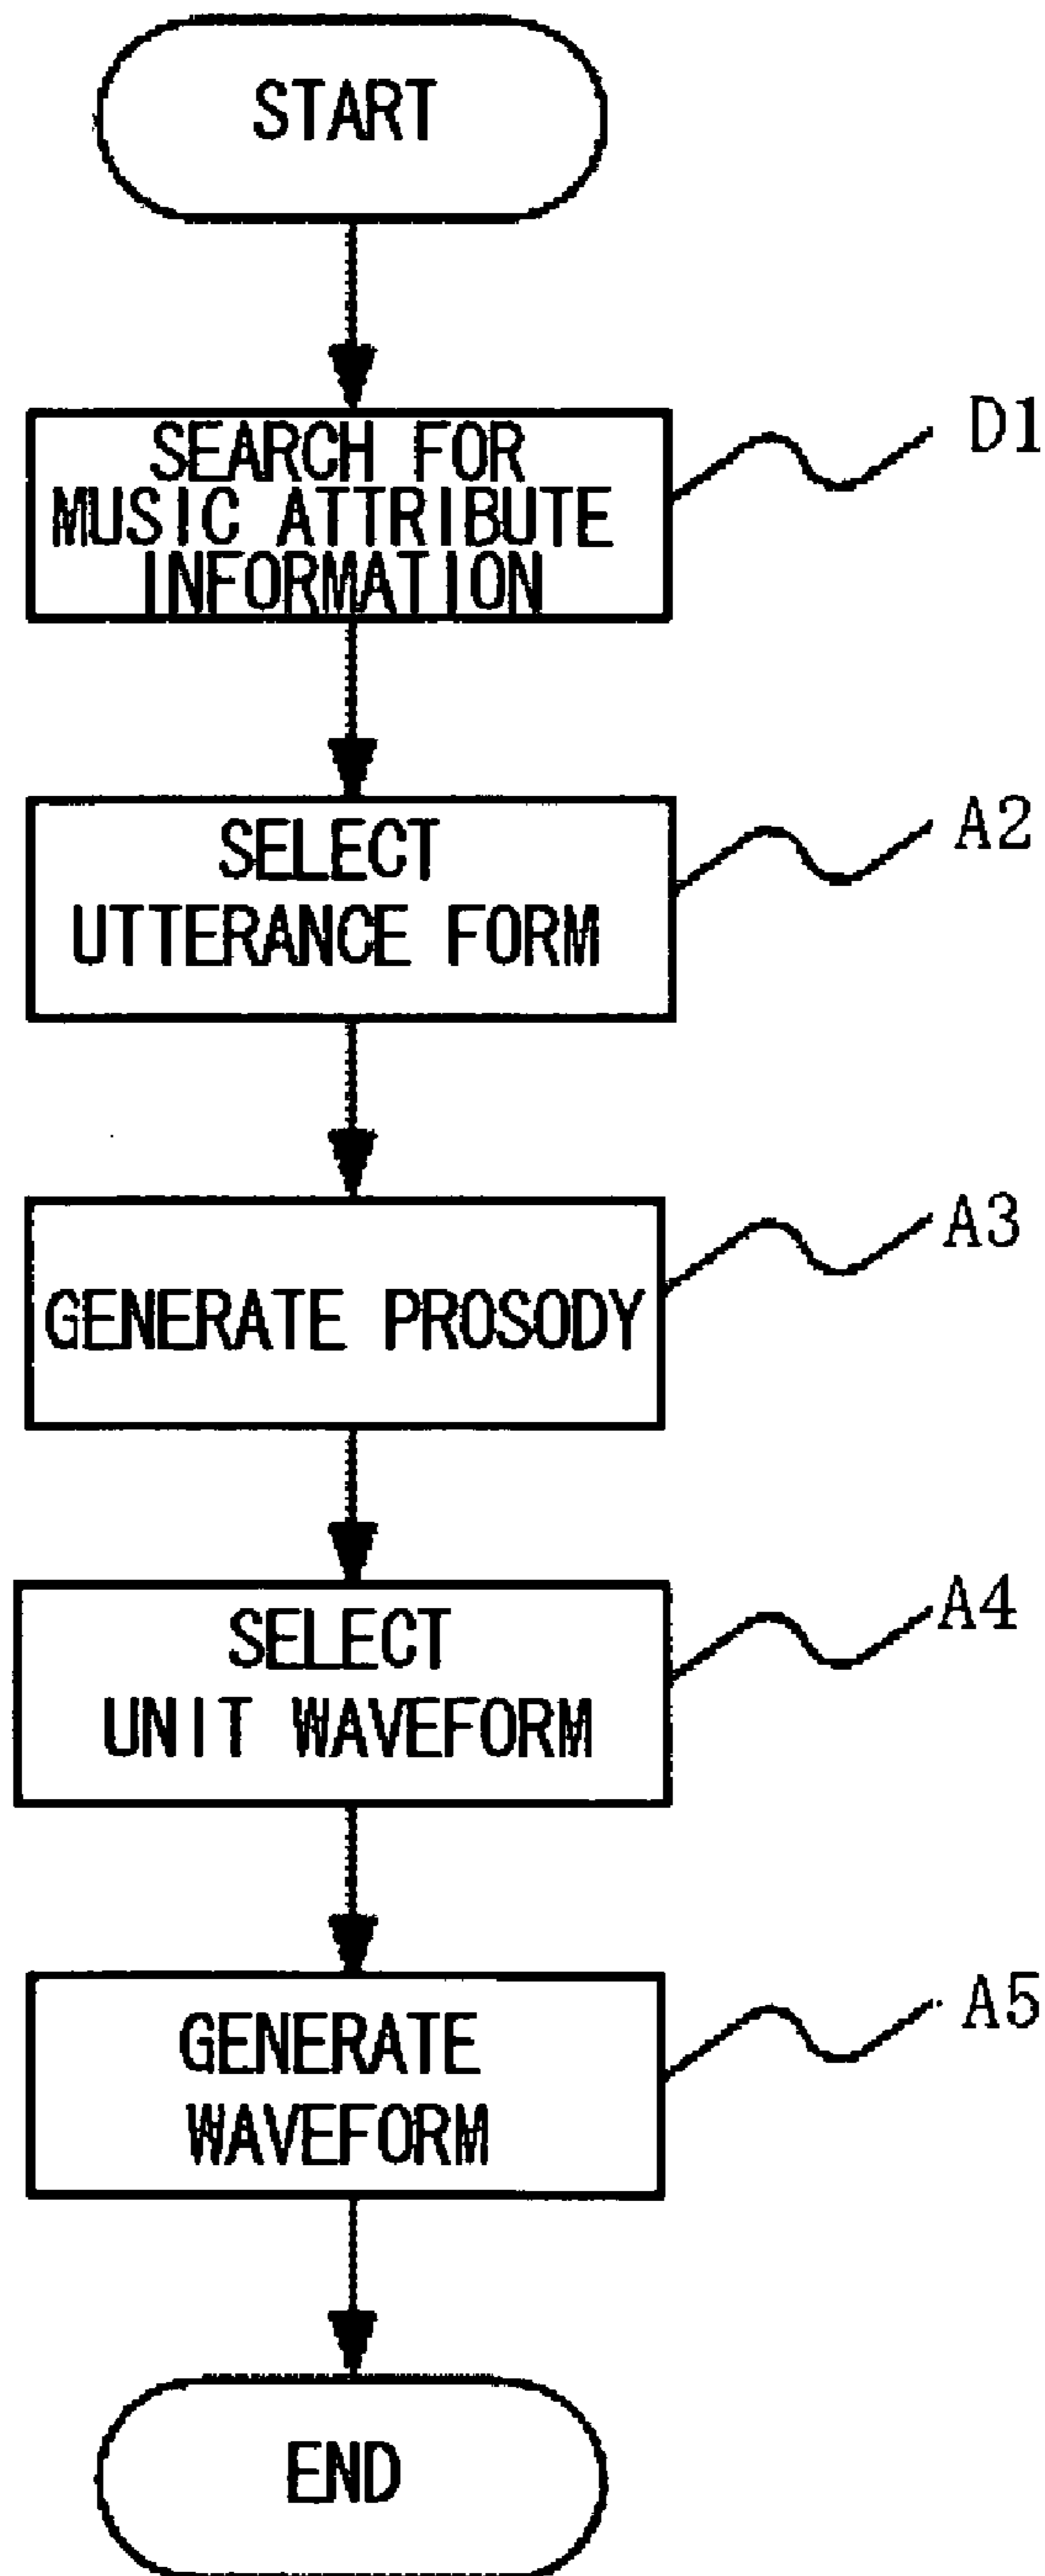 START
SEARCH FOR
MUSIC ATTRIBUTE
INFORMATION
D1
SELECT
UTTERANCE FORM
A2
GENERATE PROSODY
A3
SELECT
UNIT WAVEFORM
A4
GENERATE
WAVEFORM
A5
END